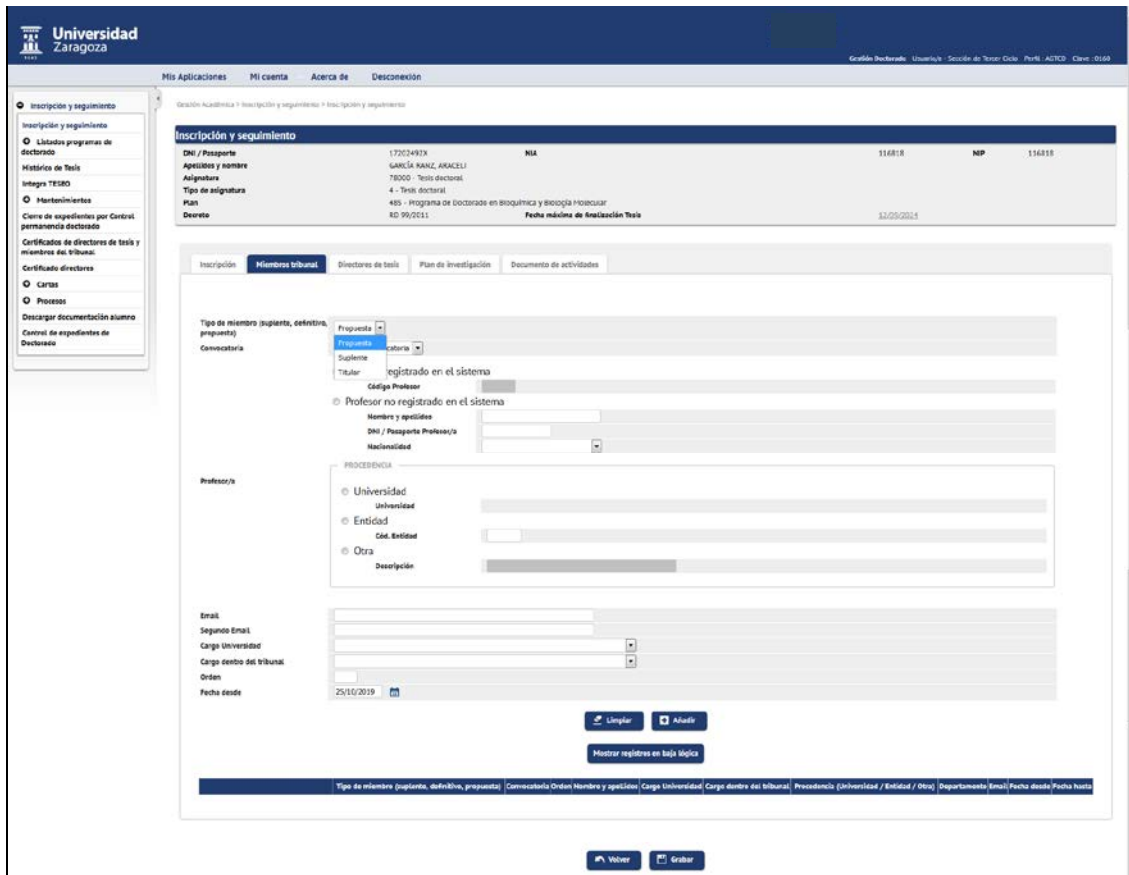 Universidad
Zaragoza
1542
Gestión Doctorado Usuario/a - Sección de Tercer Ciclo Perfil : AGTCD Clave : 0160
Mis Aplicaciones Mi cuenta Acerca de Desconexión
Inscripción y seguimiento
Inscripción y seguimiento
Listados programas de
doctorado
Histórico de Tesis
Integra TESEO
Mantenimientos
Cierre de expedientes por Control
permanencia doctorado
Certificados de directores de tesis y
miembros del tribunal
Certificado directores
Cartas
Procesos
Descargar documentación alumno
Control de expedientes de
Doctorado
Gestión Académica > Inscripción y seguimiento > Inscripción y seguimiento
Inscripción y seguimiento
DNI / Pasaporte 17202492X NIA 116818 NIP 116818
Apellidos y nombre GARCÍA RANZ, ARACELI
Asignatura 78000 - Tesis doctoral
Tipo de asignatura 4 - Tesis doctoral
Plan 485 - Programa de Doctorado en Bioquímica y Biología Molecular
Decreto RD 99/2011 Fecha máxima de finalización Tesis 12/05/2024
Inscripción Miembros tribunal Directores de tesis Plan de investigación Documento de actividades
Tipo de miembro (suplente, definitivo,
propuesta) Propuesta
Propuesta
Suplente
Titular
Convocatoria catoria
registrado en el sistema
Código Profesor
Profesor no registrado en el sistema
Nombre y apellidos
DNI / Pasaporte Profesor/a
Nacionalidad
PROCEDENCIA
Profesor/a
Universidad
Universidad
Entidad
Cód. Entidad
Otra
Descripción
Email
Segundo Email
Cargo Universidad
Cargo dentro del tribunal
Orden
Fecha desde 25/10/2019
Limpiar Añadir
Mostrar registros en baja lógica
Tipo de miembro (suplente, definitivo, propuesta) Convocatoria Orden Nombre y apellidos Cargo Universidad Cargo dentro del tribunal Procedencia (Universidad / Entidad / Otra) Departamento Email Fecha desde Fecha hasta
Volver Grabar